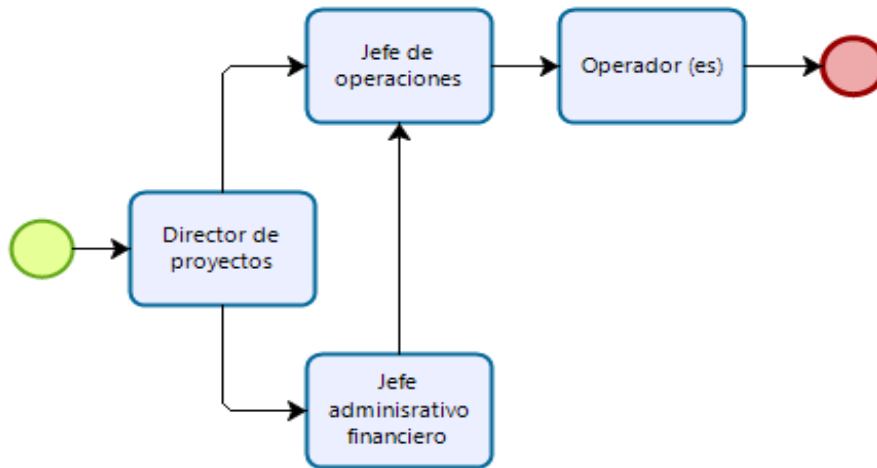 Jefe de
operaciones
Operador (es)
Director de
proyectos
Jefe
adminisrativo
financiero